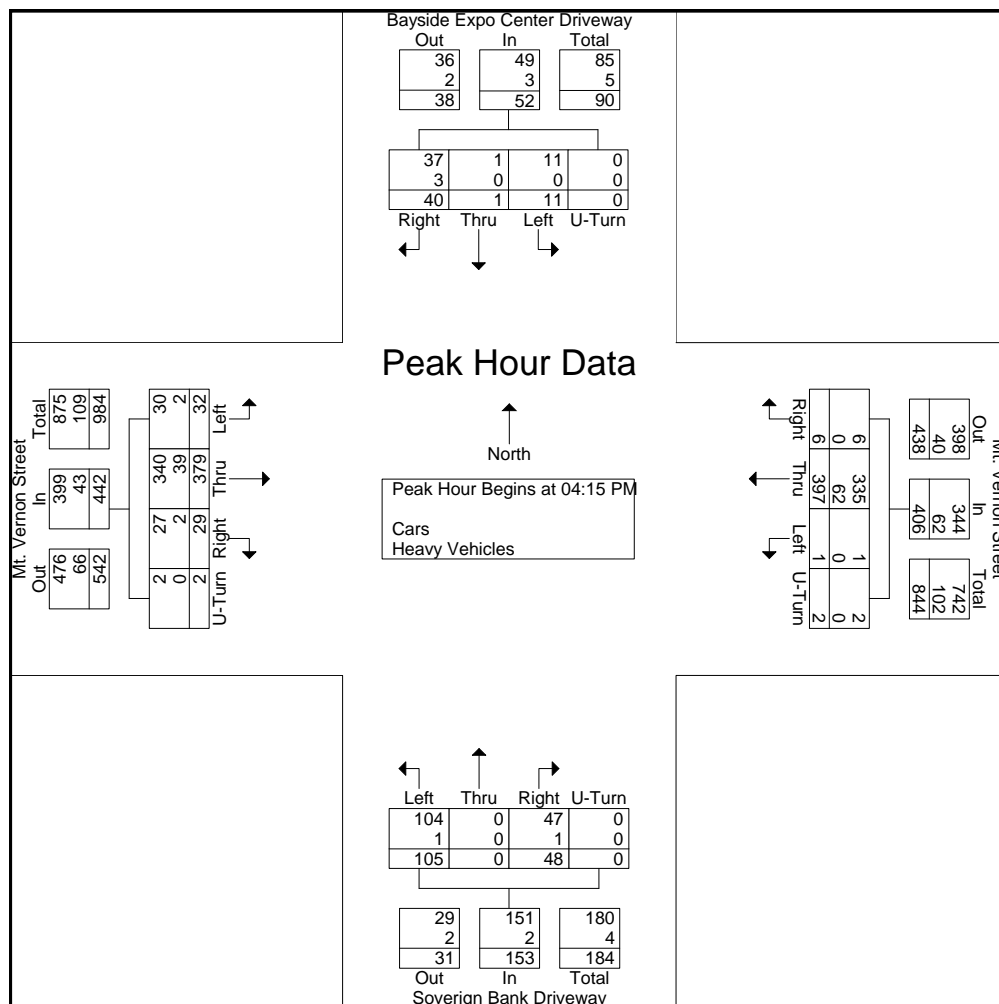 Bayside Expo Center Driveway
Out In Total
36 49 85
2 3 5
38 52 90
37 1 11 0
3 0 0 0
40 1 11 0
Right Thru Left U-Turn
Peak Hour Data
North
Peak Hour Begins at 04:15 PM
Cars
Heavy Vehicles
Mt. Vernon Street
Out In Total
476 399 875
66 43 109
542 442 984
Left Thru Right U-Turn
30 340 27 2
2 39 2 0
32 379 29 2
Right Thru Left U-Turn
6 335 1 2
0 62 0 0
6 397 1 2
Mt. Vernon Street
Out In Total
398 344 742
40 62 102
438 406 844
Left Thru Right U-Turn
104 0 47 0
1 0 1 0
105 0 48 0
29 151 180
2 2 4
31 153 184
Out In Total
Soverign Bank Driveway